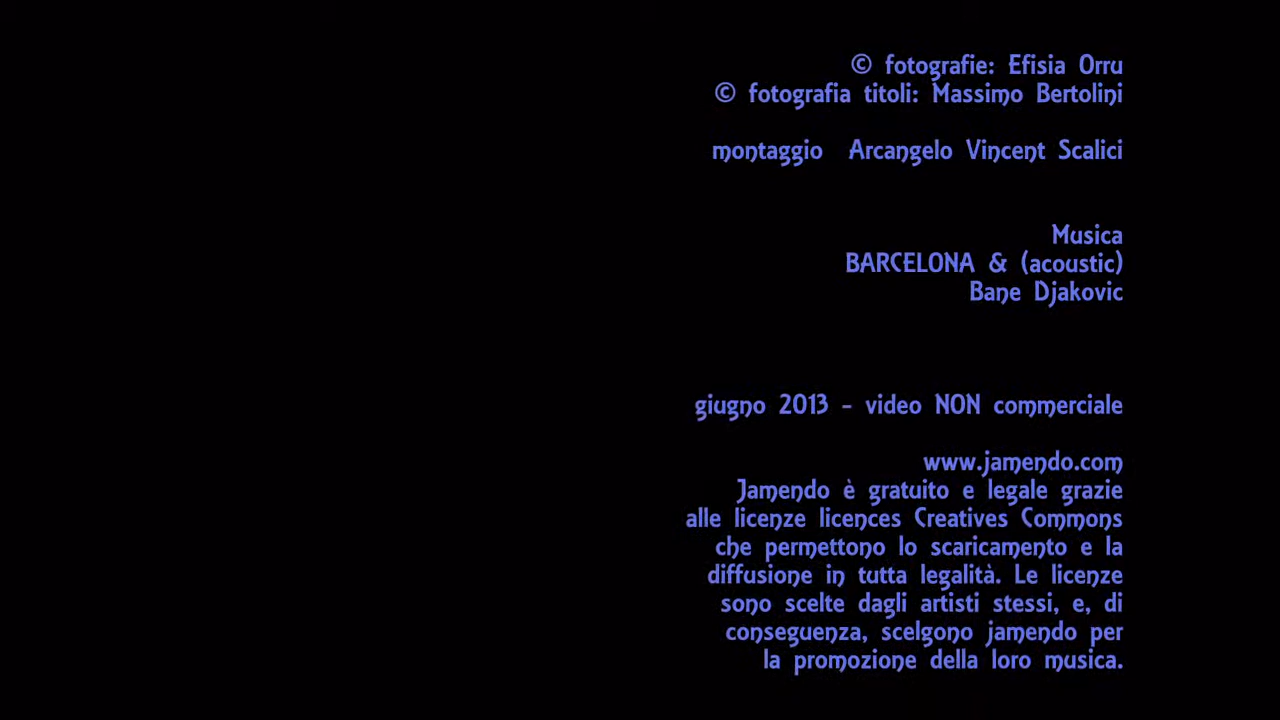 © fotografie: Efisia Orru
© fotografia titoli: Massimo Bertolini
montaggio Arcangelo Vincent Scalici
Musica
BARCELONA & (acoustic)
Bane Djakovic
giugno 2013 - video NON commerciale
www.jamendo.com
Jamendo è gratuito e legale grazie
alle licenze licences Creatives Commons
che permettono lo scaricamento e la
diffusione in tutta legalità. Le licenze
sono scelte dagli artisti stessi, e, di
conseguenza, scelgono jamendo per
la promozione della loro musica.